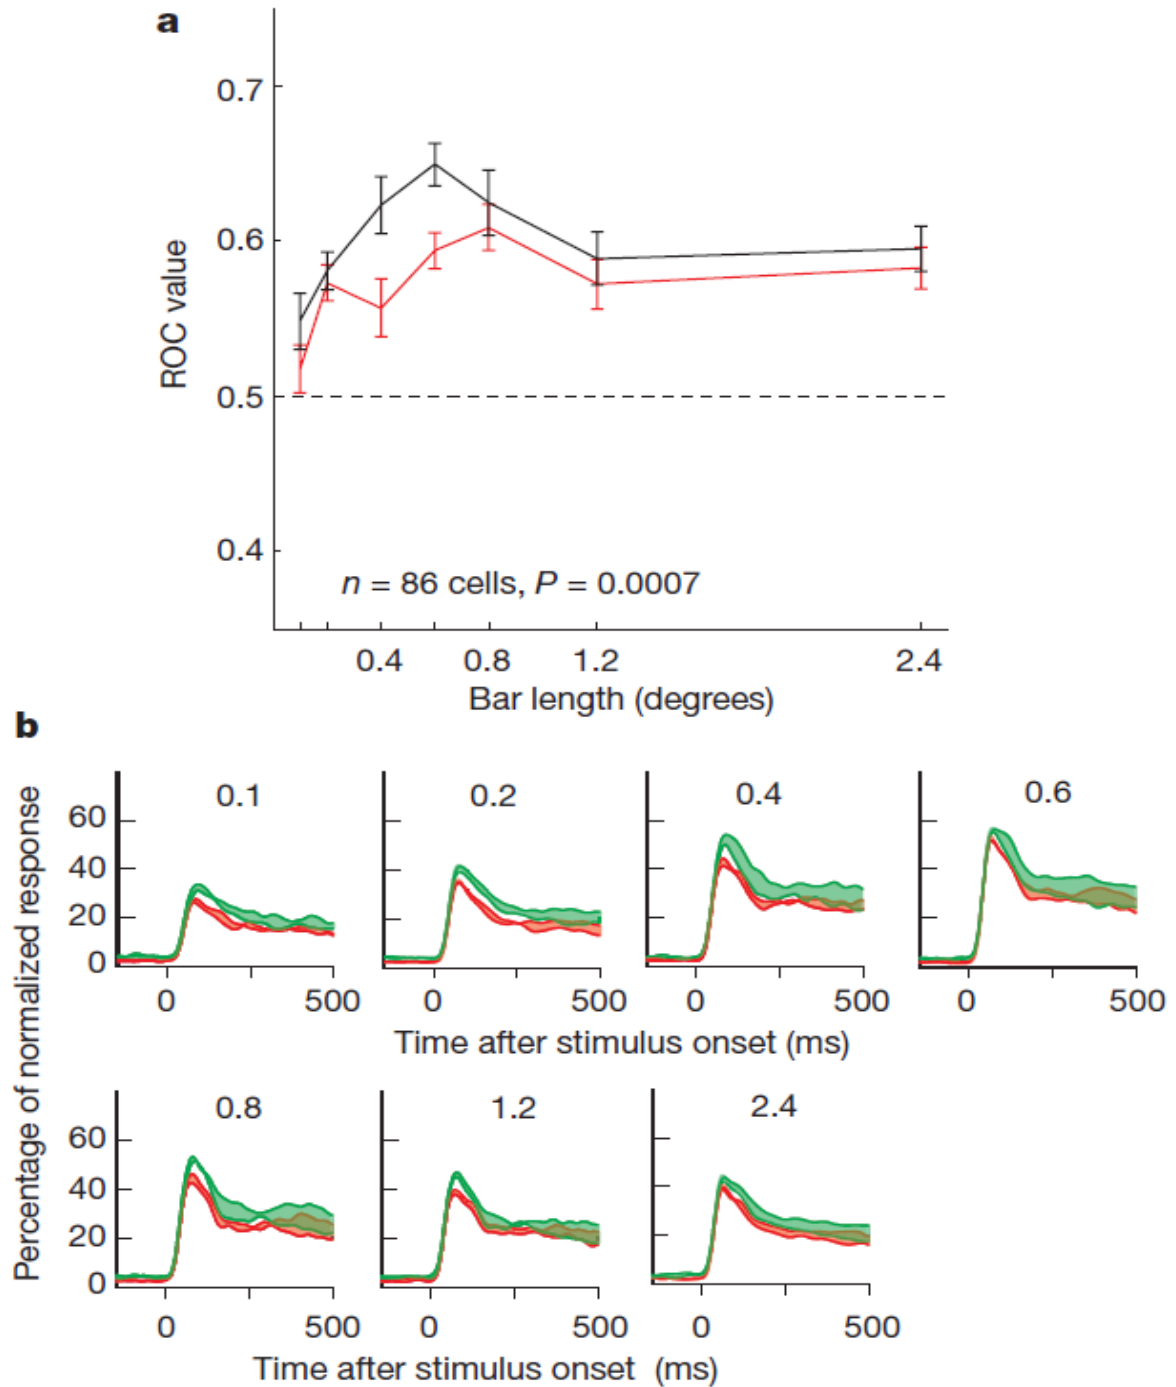 a
0.7
0.6
0.5
0.4
ROC value
n = 86 cells, P = 0.0007
0.4 0.8 1.2 2.4
Bar length (degrees)
b
Percentage of normalized response
0.1 0.2 0.4 0.6
60
40
20
0
0 500 0 500 0 500 0 500
Time after stimulus onset (ms)
0.8 1.2 2.4
60
40
20
0
0 500 0 500 0 500
Time after stimulus onset (ms)